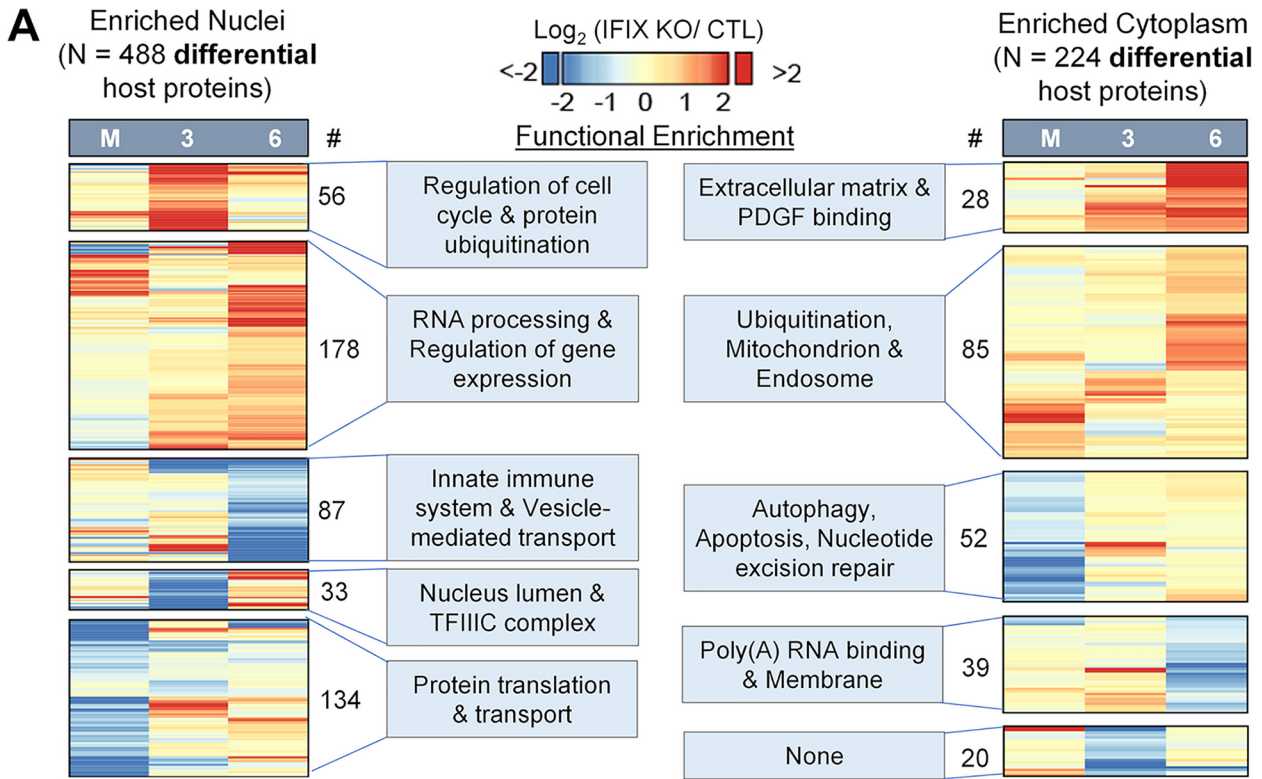 A
Enriched Nuclei
(N = 488 differential
host proteins)
Log₂ (IFIX KO/ CTL)
<-2
>2
-2 -1 0 1 2
Functional Enrichment
Enriched Cytoplasm
(N = 224 differential
host proteins)
M 3 6 #
56
Regulation of cell
cycle & protein
ubiquitination
178
RNA processing &
Regulation of gene
expression
87
Innate immune
system & Vesicle-
mediated transport
33
Nucleus lumen &
TFIIIC complex
134
Protein translation
& transport
# M 3 6
Extracellular matrix &
PDGF binding
28
Ubiquitination,
Mitochondrion &
Endosome
85
Autophagy,
Apoptosis, Nucleotide
excision repair
52
Poly(A) RNA binding
& Membrane
39
None
20